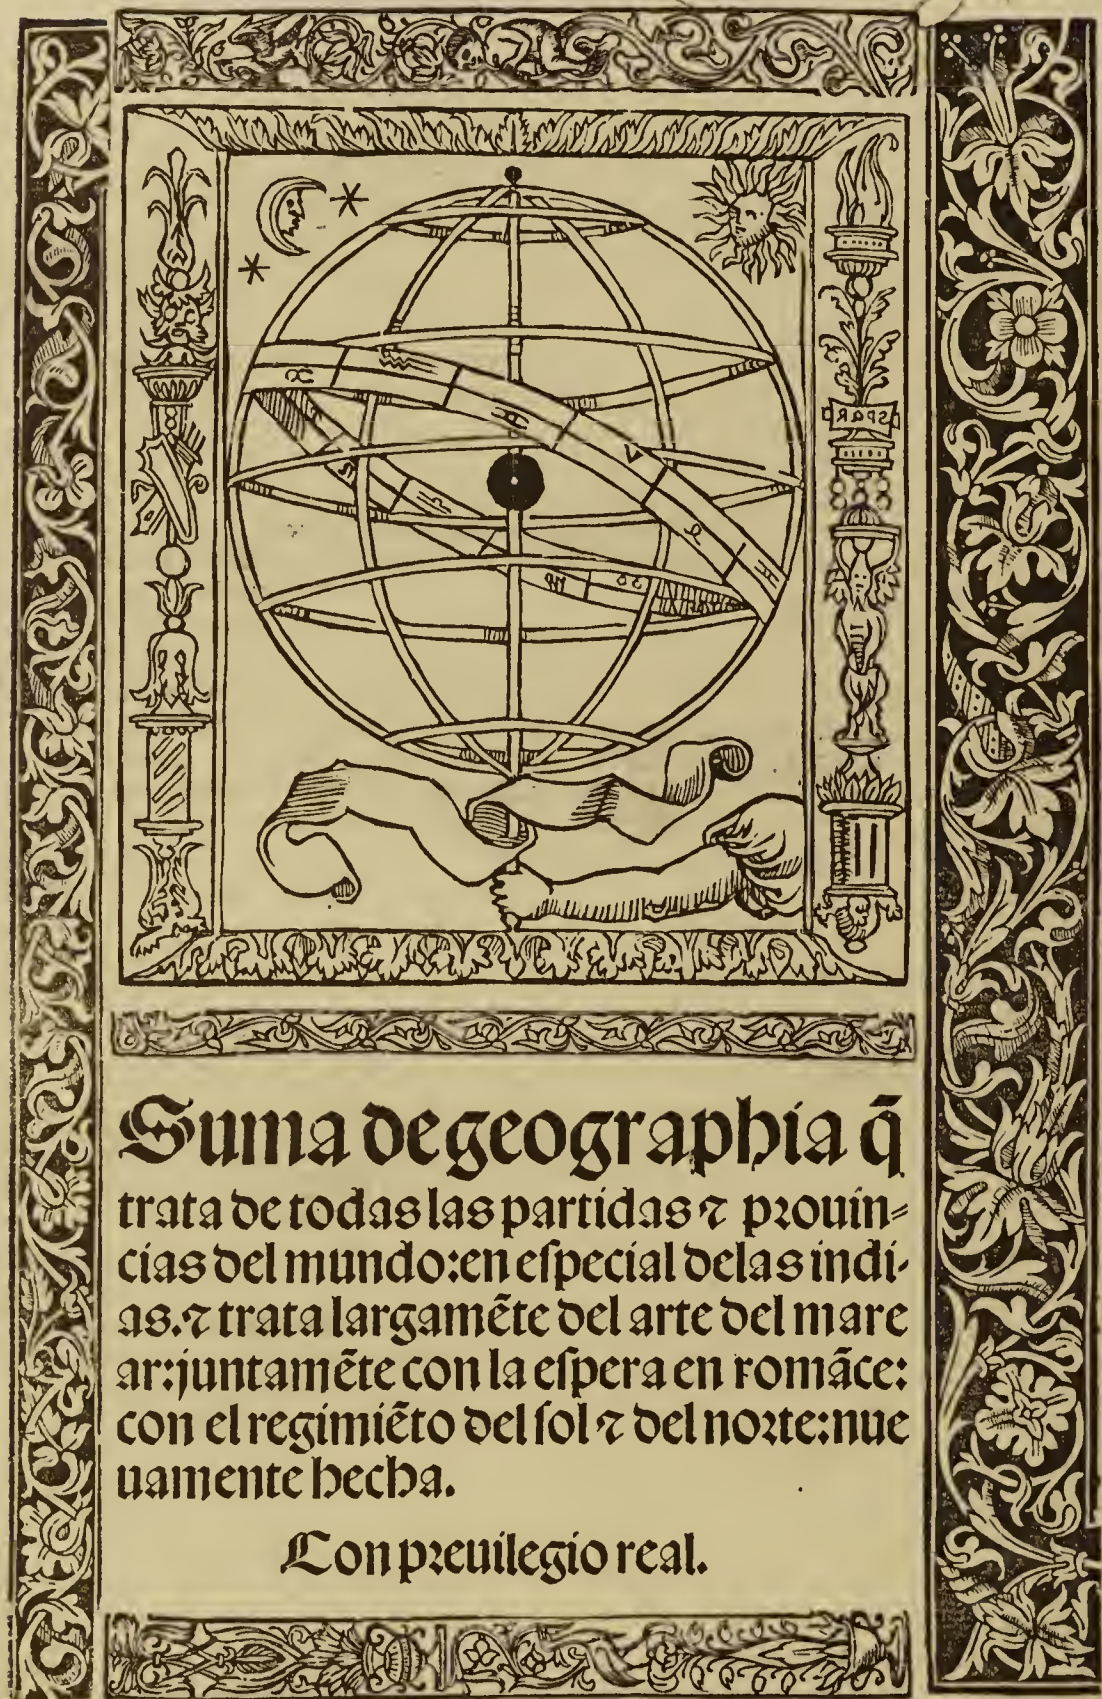 SPQR
Suma de geographia q̃
trata de todas las partidas ⁊ prouin⸗
cias del mundo: en eſpecial delas indi-
as. ⁊ trata largamẽte del arte del mare
ar: juntamẽte con la eſpera en romãce:
con el regimiẽto del ſol ⁊ del norte: nue
uamente hecha.
Con preuilegio real.